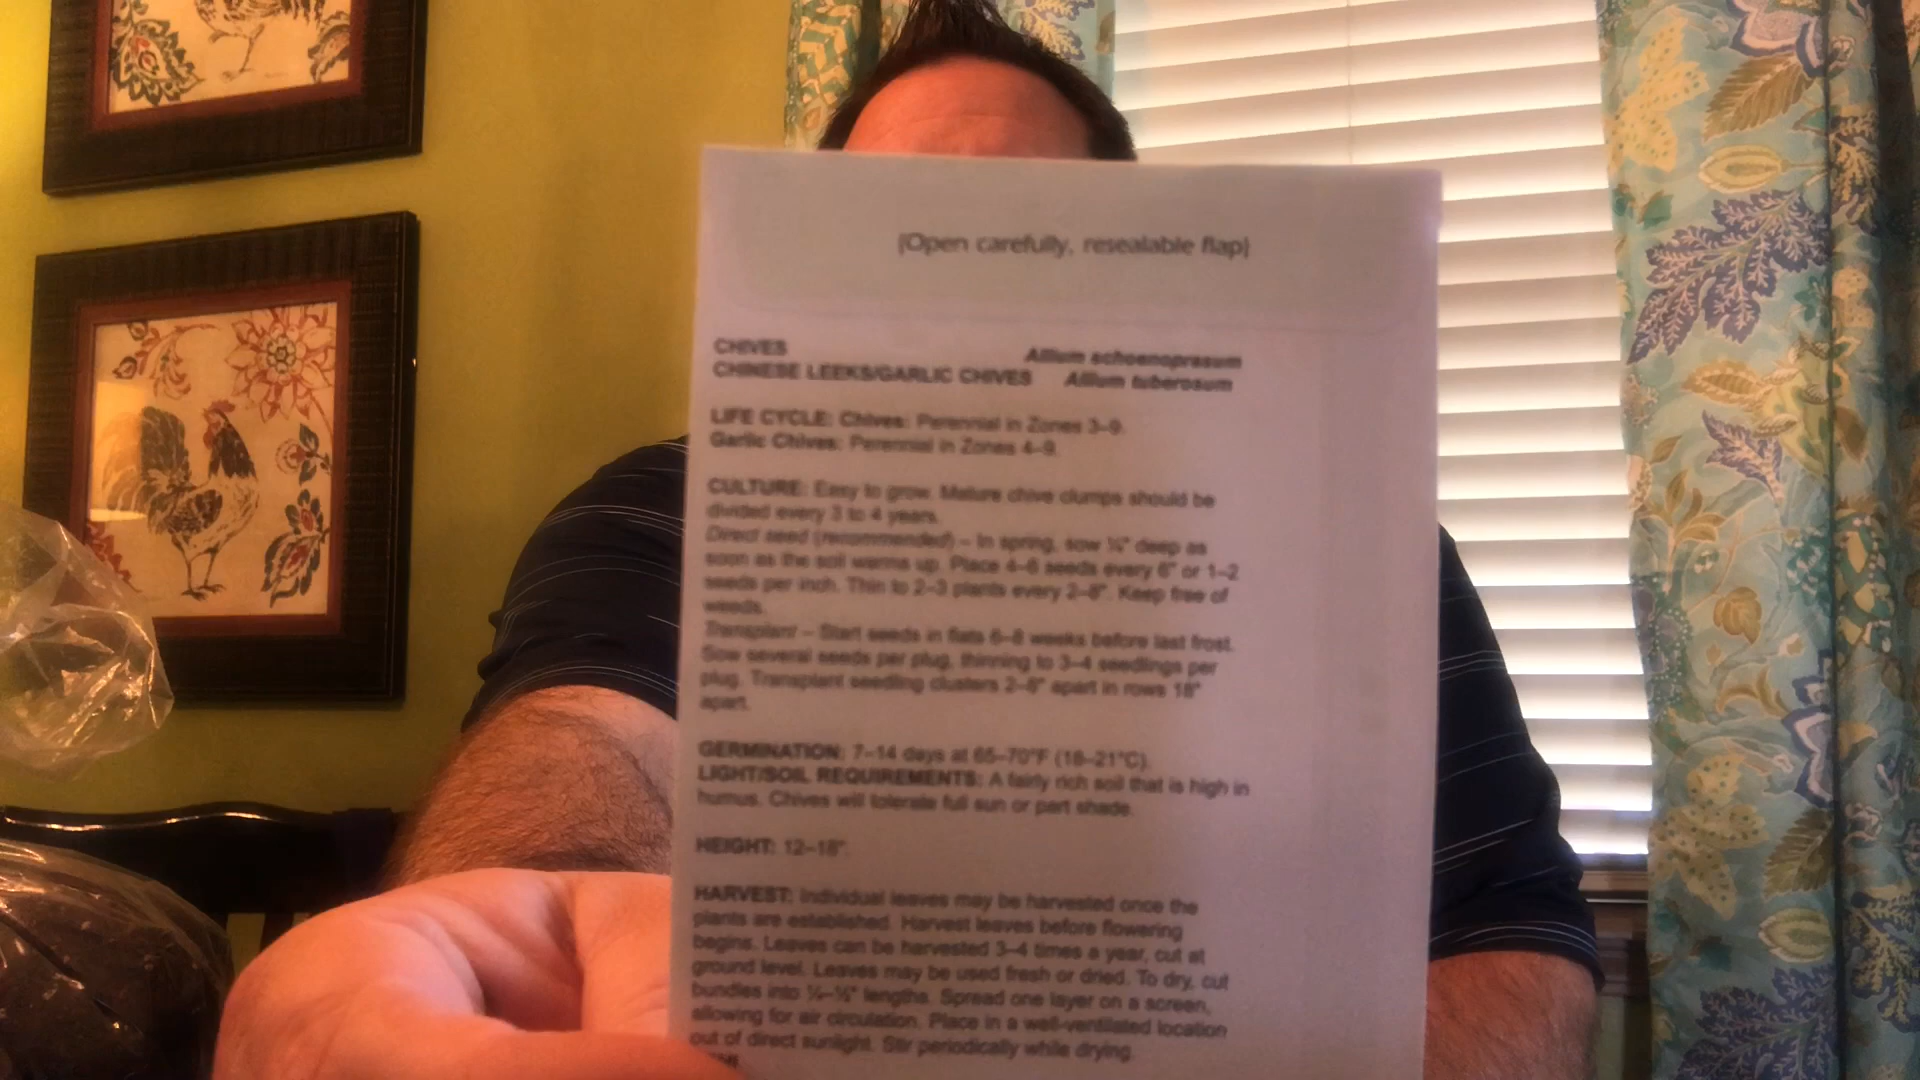 (Open carefully, resealable flap)
CHIVES Allium schoenoprasum
CHINESE LEEKS/GARLIC CHIVES Allium tuberosum
LIFE CYCLE: Chives: Perennial in Zones 3–9.
Garlic Chives: Perennial in Zones 4–9.
CULTURE: Easy to grow. Mature chive clumps should be
divided every 3 to 4 years.
Direct seed (recommended) – In spring, sow ¼" deep as
soon as the soil warms up. Place 4–6 seeds every 6" or 1–2
seeds per inch. Thin to 2–3 plants every 2–8". Keep free of
weeds.
Transplant – Start seeds in flats 6–8 weeks before last frost.
Sow several seeds per plug, thinning to 3–4 seedlings per
plug. Transplant seedling clusters 2–8" apart in rows 18"
apart.
GERMINATION: 7–14 days at 65–70°F (18–21°C).
LIGHT/SOIL REQUIREMENTS: A fairly rich soil that is high in
humus. Chives will tolerate full sun or part shade.
HEIGHT: 12–18".
HARVEST: Individual leaves may be harvested once the
plants are established. Harvest leaves before flowering
begins. Leaves can be harvested 3–4 times a year, cut at
ground level. Leaves may be used fresh or dried. To dry, cut
bundles into ¼–½" lengths. Spread one layer on a screen,
allowing for air circulation. Place in a well-ventilated location
out of direct sunlight. Stir periodically while drying.